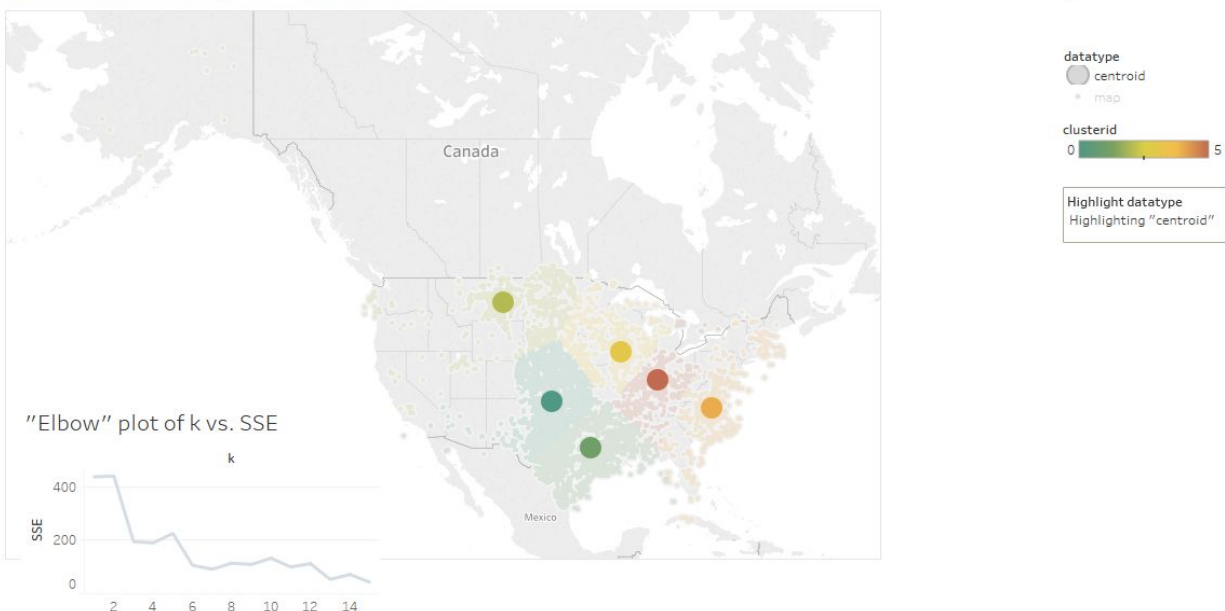 Canada
Mexico
datatype
centroid
map
clusterid
0 5
Highlight datatype
Highlighting "centroid"
"Elbow" plot of k vs. SSE
k
SSE
400
200
0
2 4 6 8 10 12 14